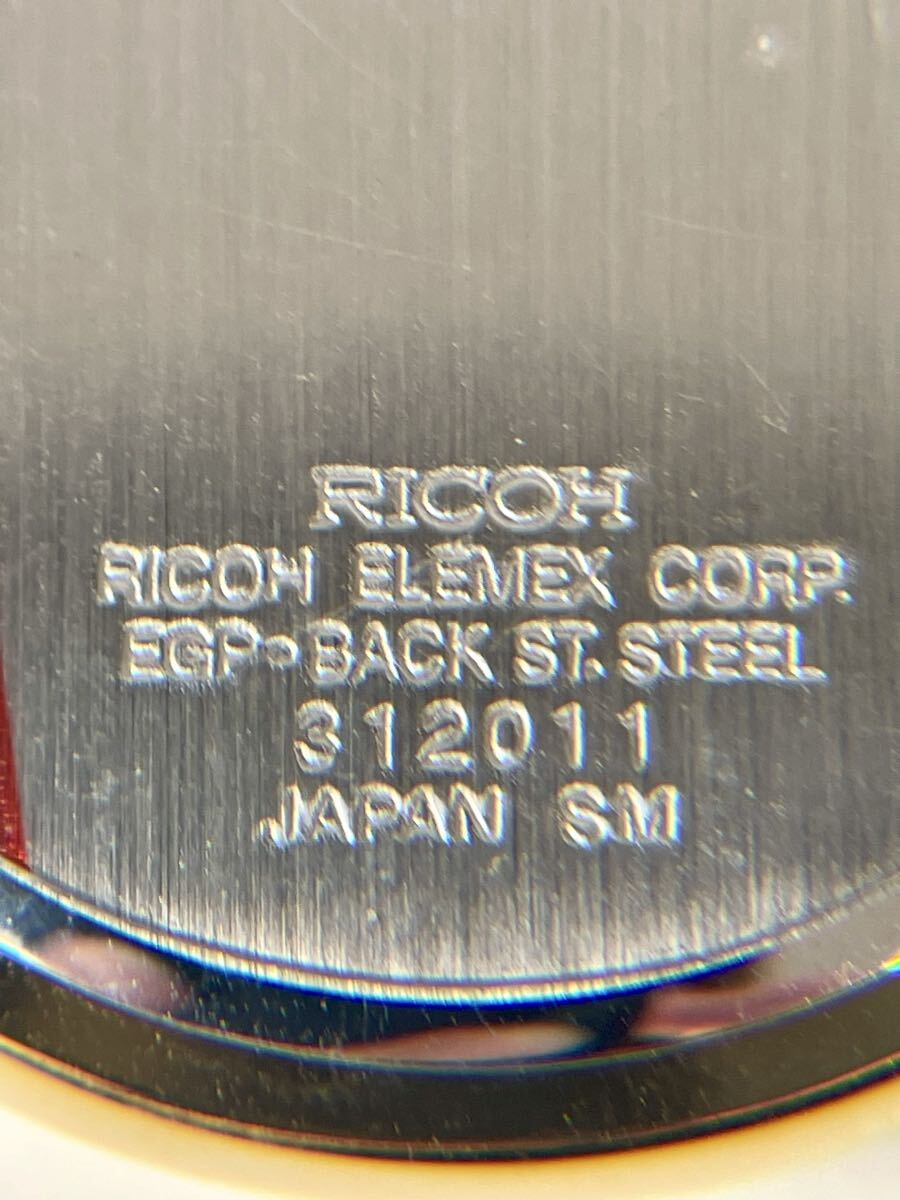 RICOH
RICOH ELEMEX CORP.
EGP•BACK ST. STEEL
312011
JAPAN SM